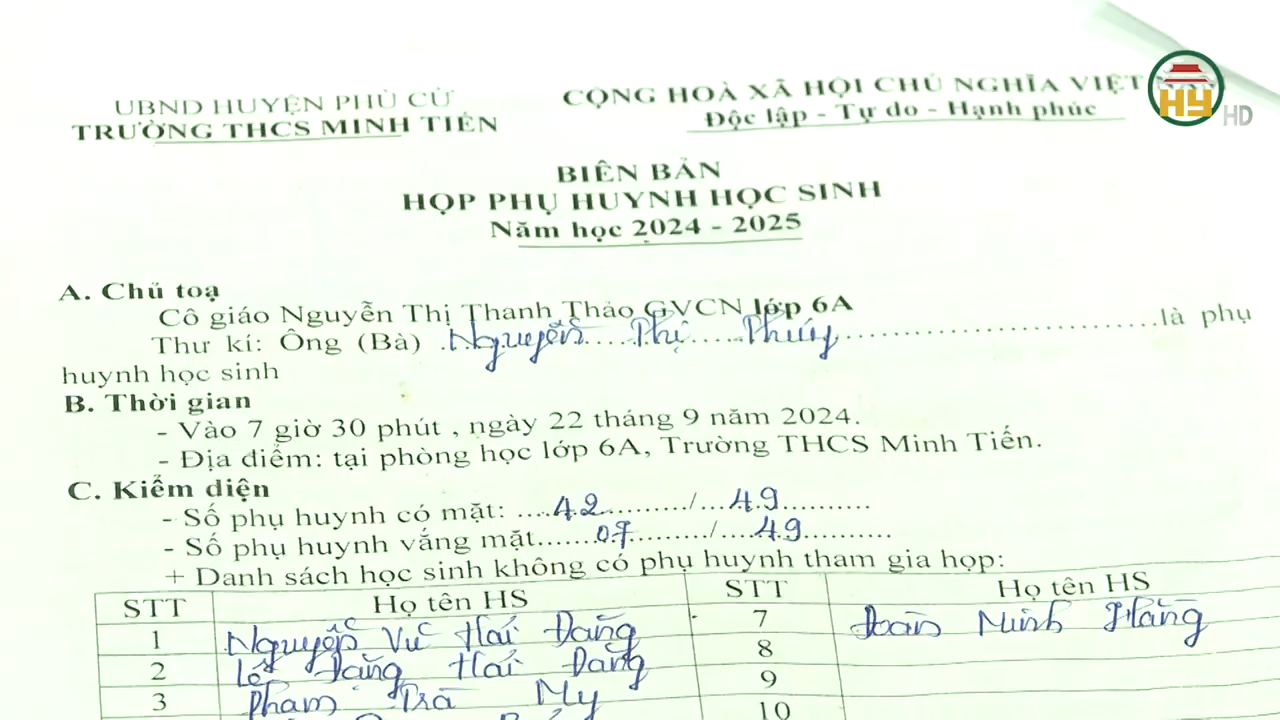 UBND HUYỆN PHÙ CỪ
TRƯỜNG THCS MINH TIẾN
CỘNG HOÀ XÃ HỘI CHỦ NGHĨA VIỆT
Độc lập - Tự do - Hạnh phúc
HY HD
BIÊN BẢN
HỌP PHỤ HUYNH HỌC SINH
Năm học 2024 - 2025
A. Chủ toạ
Cô giáo Nguyễn Thị Thanh Thảo GVCN lớp 6A
Thư kí: Ông (Bà) .Nguyễn.....Thị.....Thúy..............................là phụ
huynh học sinh
B. Thời gian
- Vào 7 giờ 30 phút , ngày 22 tháng 9 năm 2024.
- Địa điểm: tại phòng học lớp 6A, Trường THCS Minh Tiến.
C. Kiểm diện
- Số phụ huynh có mặt: ....42........./...49.........
- Số phụ huynh vắng mặt......07........./....49.........
+ Danh sách học sinh không có phụ huynh tham gia họp:
STT Họ tên HS STT Họ tên HS
1 Nguyễn Vũ Hải Đăng 7 Đoàn Minh Hằng
2 Lê Đặng Hải Đăng 8
3 Phạm Trà My 9
10